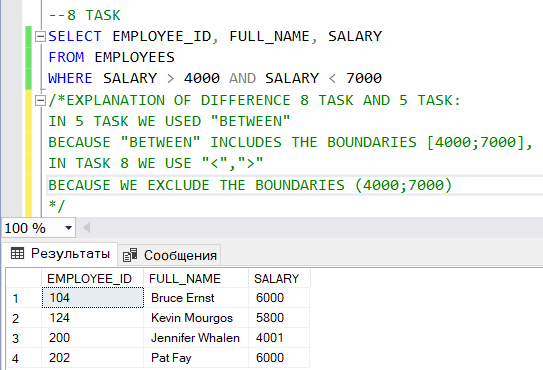 --8 TASK
SELECT EMPLOYEE_ID, FULL_NAME, SALARY
FROM EMPLOYEES
WHERE SALARY > 4000 AND SALARY < 7000
/*EXPLANATION OF DIFFERENCE 8 TASK AND 5 TASK:
IN 5 TASK WE USED "BETWEEN"
BECAUSE "BETWEEN" INCLUDES THE BOUNDARIES [4000;7000],
IN TASK 8 WE USE "<",">"
BECAUSE WE EXCLUDE THE BOUNDARIES (4000;7000)
*/
100 %
Результаты Сообщения
EMPLOYEE_ID FULL_NAME SALARY
1 104 Bruce Ernst 6000
2 124 Kevin Mourgos 5800
3 200 Jennifer Whalen 4001
4 202 Pat Fay 6000